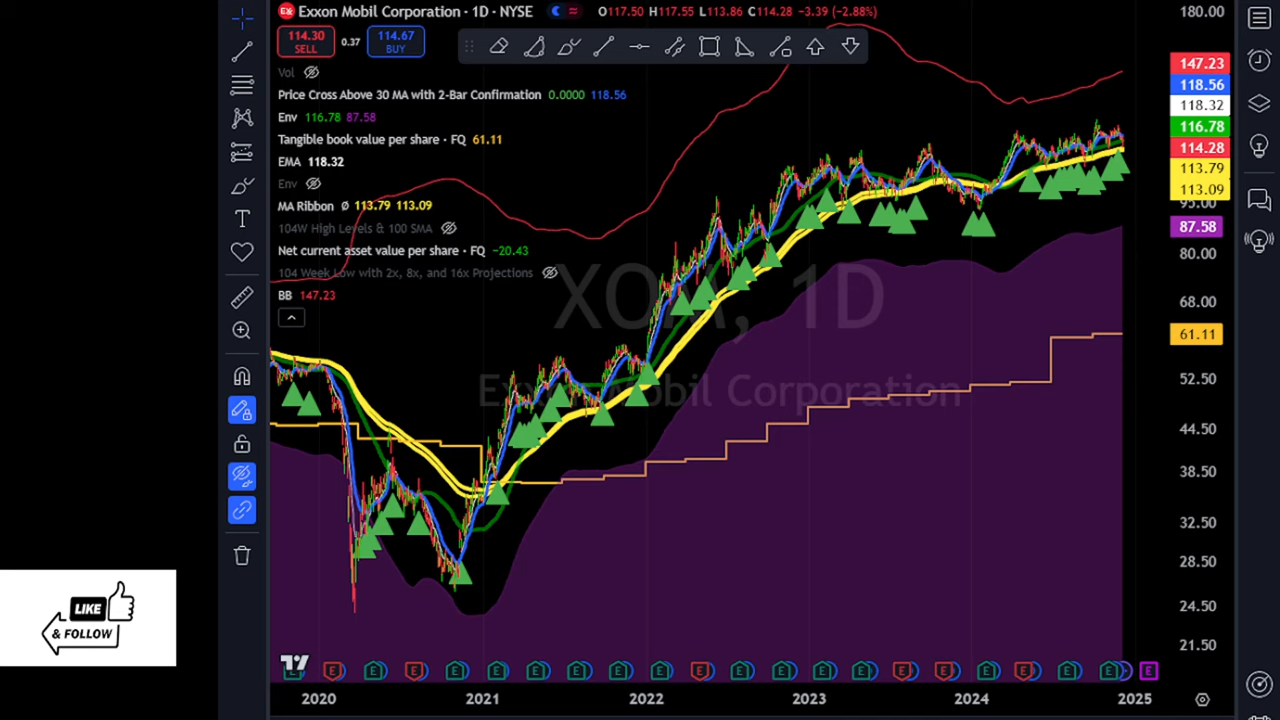 Exxon Mobil Corporation · 1D · NYSE O117.50 H117.55 L113.86 C114.28 −3.39 (−2.88%)
114.30
SELL
0.37
114.67
BUY
Vol
Price Cross Above 30 MA with 2-Bar Confirmation 0.0000 118.56
Env 116.78 87.58
Tangible book value per share · FQ 61.11
EMA 118.32
Env
MA Ribbon Ø 113.79 113.09
104W High Levels & 100 SMA
Net current asset value per share · FQ −20.43
104 Week Low with 2x, 8x, and 16x Projections
BB 147.23
XOM, 1D
Exxon Mobil Corporation
180.00
147.23
118.56
118.32
116.78
114.28
113.79
113.09
95.00
87.58
80.00
68.00
61.11
52.50
44.50
38.50
32.50
28.50
24.50
21.50
LIKE
& FOLLOW
E E E E E E E E E E E E E E E E E E E E E E
2020 2021 2022 2023 2024 2025